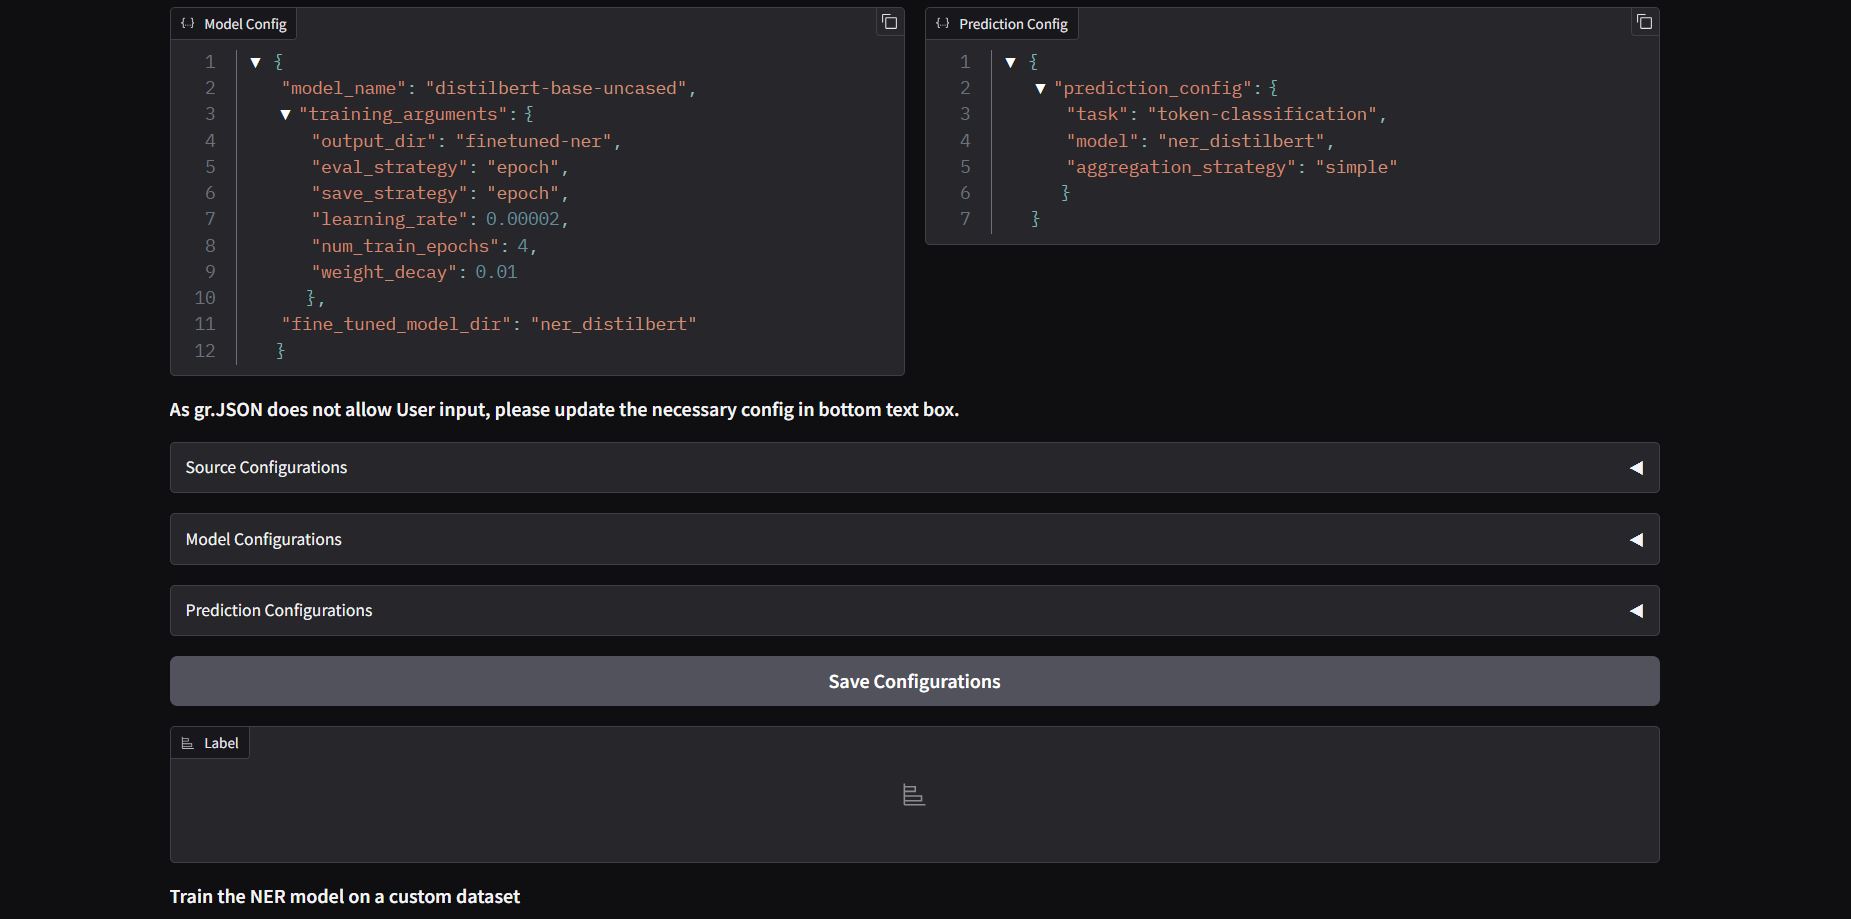 Model Config
1 {
2 "model_name": "distilbert-base-uncased",
3 "training_arguments": {
4 "output_dir": "finetuned-ner",
5 "eval_strategy": "epoch",
6 "save_strategy": "epoch",
7 "learning_rate": 0.00002,
8 "num_train_epochs": 4,
9 "weight_decay": 0.01
10 },
11 "fine_tuned_model_dir": "ner_distilbert"
12 }
Prediction Config
1 {
2 "prediction_config": {
3 "task": "token-classification",
4 "model": "ner_distilbert",
5 "aggregation_strategy": "simple"
6 }
7 }
As gr.JSON does not allow User input, please update the necessary config in bottom text box.
Source Configurations
Model Configurations
Prediction Configurations
Save Configurations
Label
Train the NER model on a custom dataset